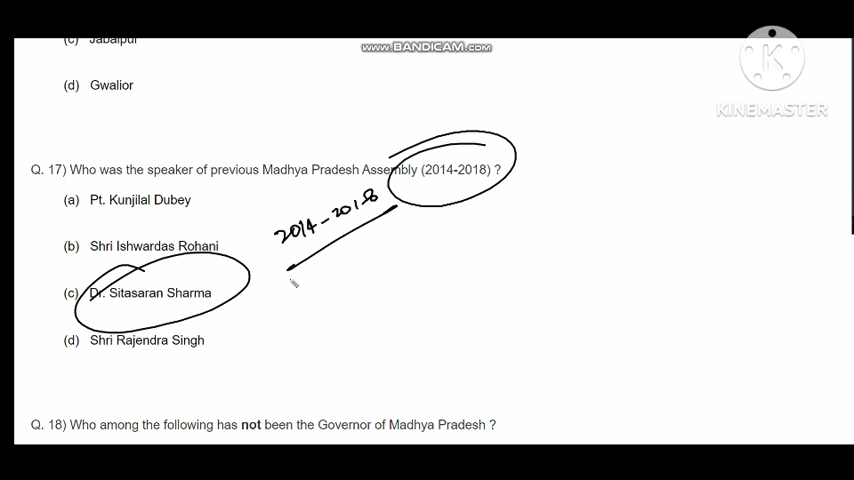 (c) Jabalpur
www.BANDICAM.com
KINEMASTER
(d) Gwalior
Q. 17) Who was the speaker of previous Madhya Pradesh Assembly (2014-2018) ?
(a) Pt. Kunjilal Dubey
2014-2018
(b) Shri Ishwardas Rohani
(c) Dr. Sitasaran Sharma
(d) Shri Rajendra Singh
Q. 18) Who among the following has not been the Governor of Madhya Pradesh ?